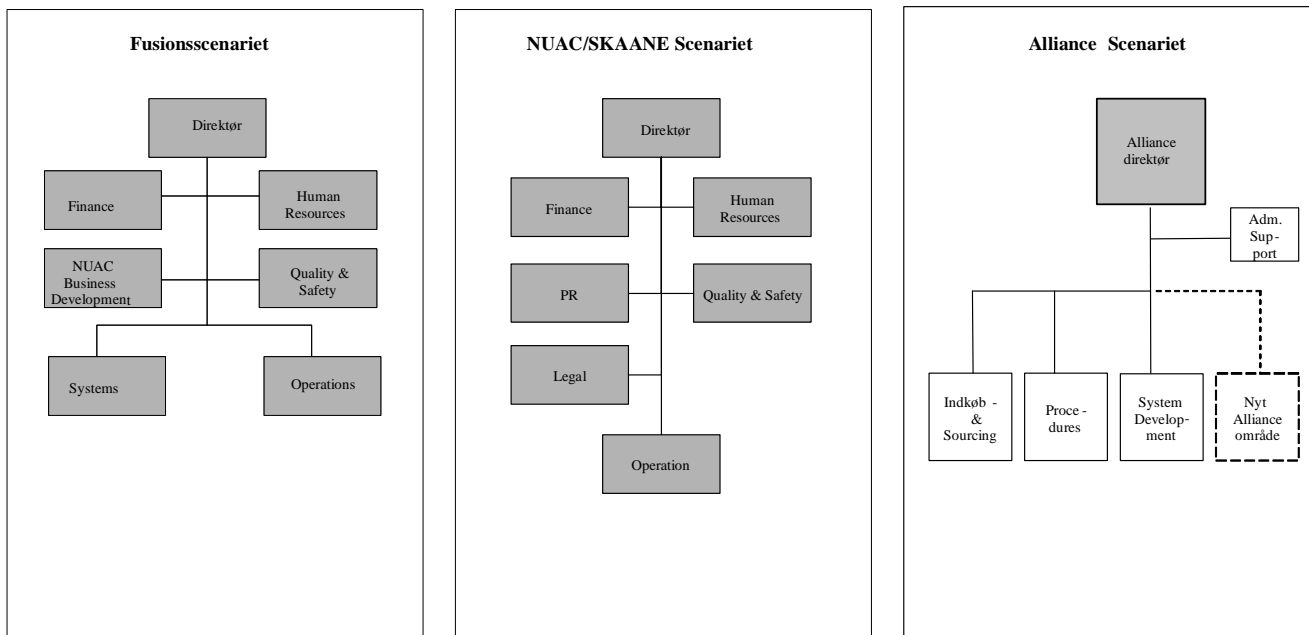 Fusionsscenariet
Direktør
Finance
Human
Resources
NUAC
Business
Development
Quality &
Safety
Systems
Operations
NUAC/SKAANE Scenariet
Direktør
Finance
Human
Resources
PR
Quality & Safety
Legal
Operation
Alliance Scenariet
Alliance
direktør
Adm.
Sup-
port
Indkøb -
&
Sourcing
Proce -
dures
System
Develop-
ment
Nyt
Alliance
område